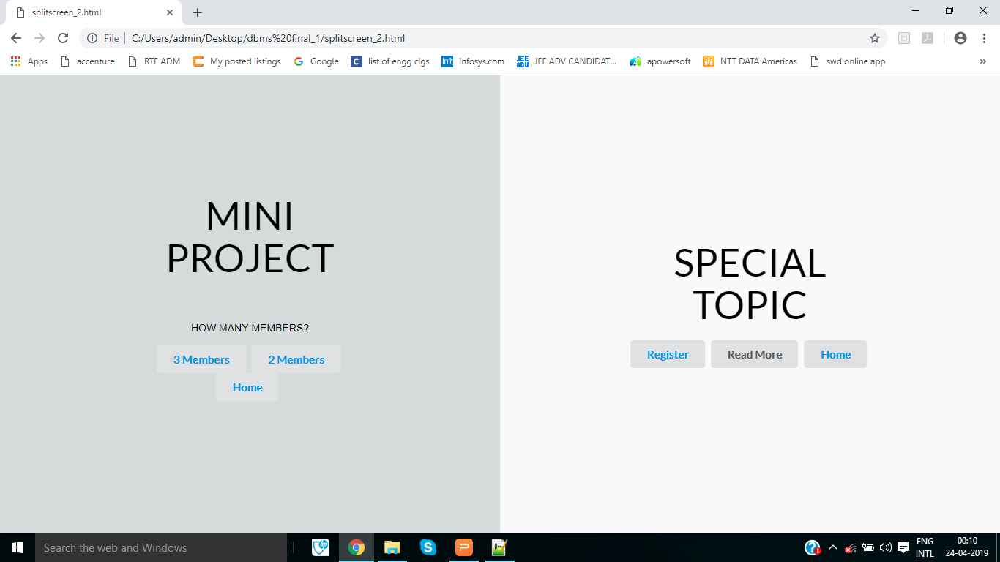 splitscreen_2.html
File
C:/Users/admin/Desktop/dbms%20final_1/splitscreen_2.html
Apps accenture RTE ADM My posted listings Google C list of engg clgs Infosys.com JEE ADV JEE ADV CANDIDAT... apowersoft NTT DATA Americas swd online app »
MINI
PROJECT
HOW MANY MEMBERS?
3 Members 2 Members
Home
SPECIAL
TOPIC
Register Read More Home
Search the web and Windows
ENG
INTL
00:10
24-04-2019